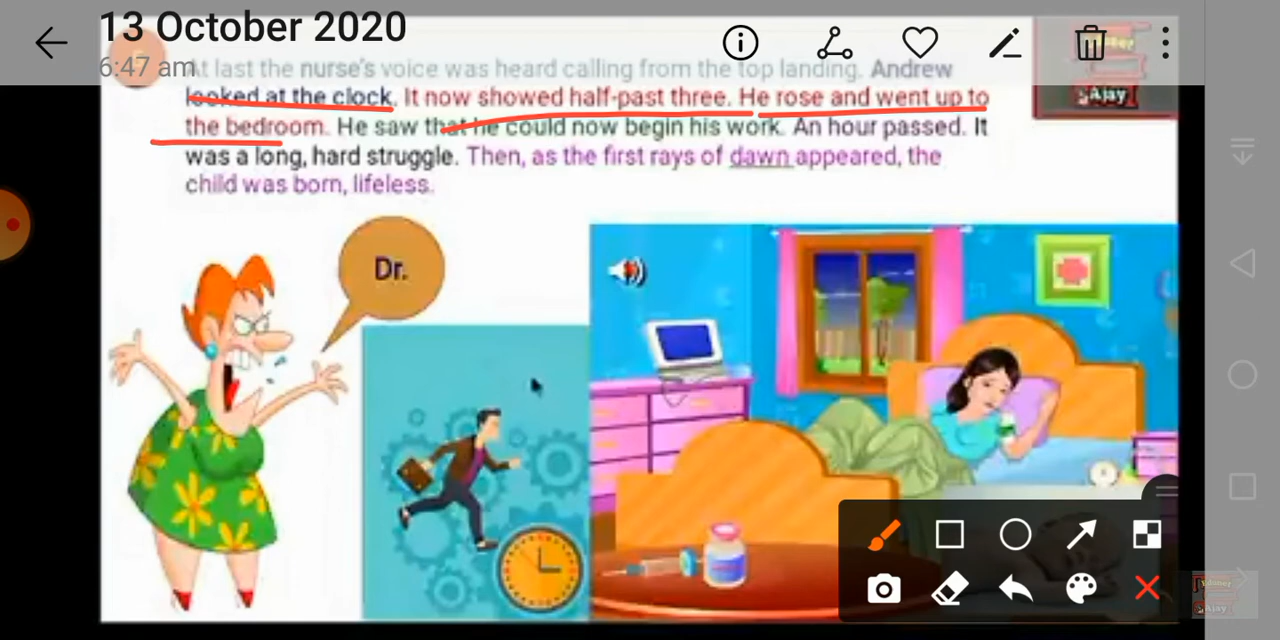 13 October 2020
6:47 am
At last the nurse's voice was heard calling from the top landing. Andrew
looked at the clock. It now showed half-past three. He rose and went up to
the bedroom. He saw that he could now begin his work. An hour passed. It
was a long, hard struggle. Then, as the first rays of dawn appeared, the
child was born, lifeless.
Ajay
Dr.
Ajay